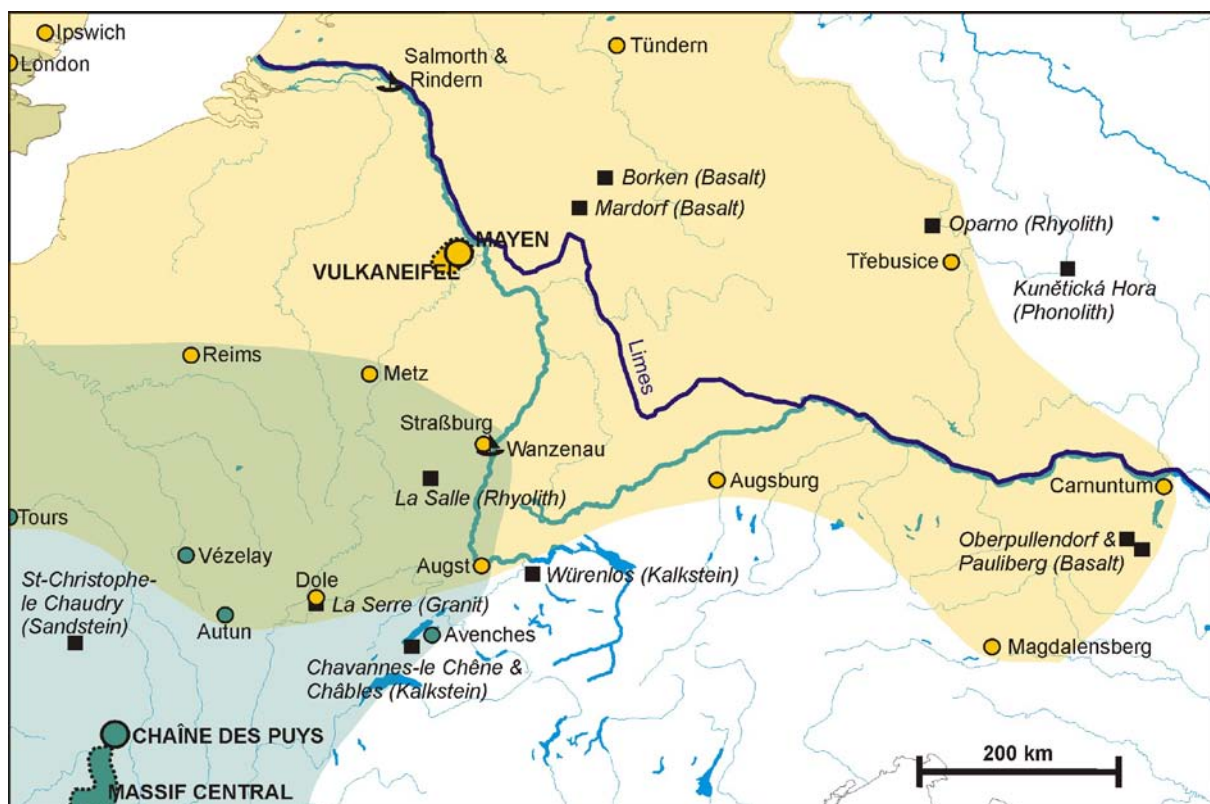 Ipswich
London
Tündern
Salmorth &
Rindern
Borken (Basalt)
Mardorf (Basalt)
Oparno (Rhyolith)
MAYEN
VULKANEIFEL
Třebusice
Kunětická Hora
(Phonolith)
Reims
Metz
Limes
Straßburg
Wanzenau
La Salle (Rhyolith)
Augsburg
Carnuntum
Tours
Vézelay
Oberpullendorf &
Pauliberg (Basalt)
Augst
Würenlos (Kalkstein)
St-Christophe-
le Chaudry
(Sandstein)
Dole
La Serre (Granit)
Autun
Avenches
Magdalensberg
Chavannes-le Chêne &
Châbles (Kalkstein)
CHAÎNE DES PUYS
200 km
MASSIF CENTRAL